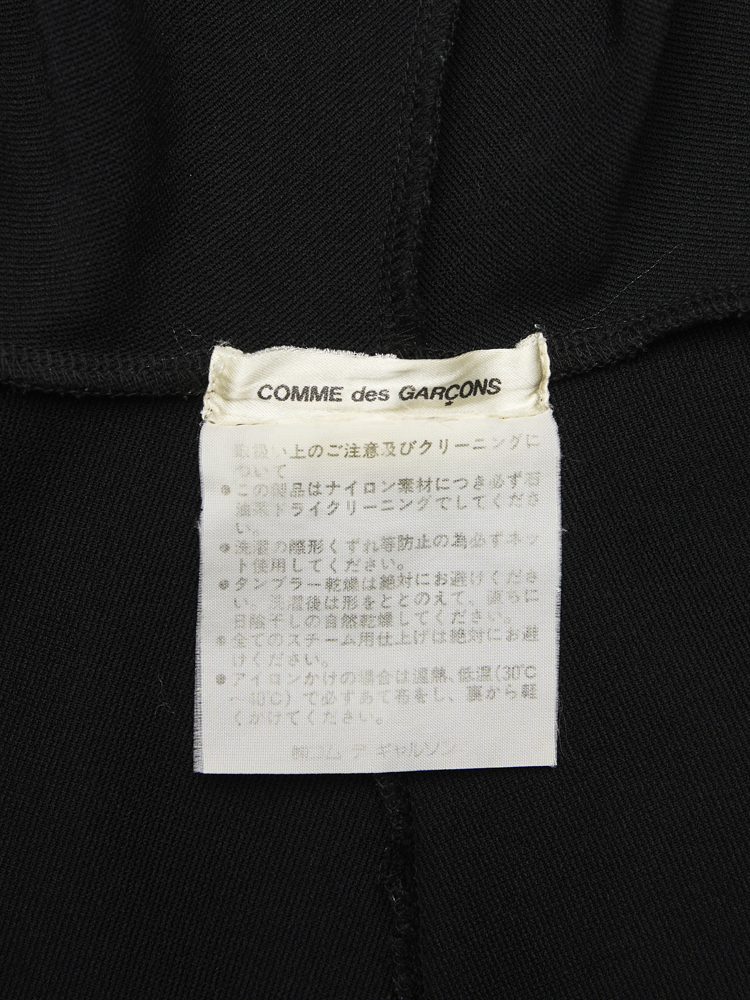 COMME des GARÇONS
取扱い上のご注意及びクリーニングに
ついて
●この製品はナイロン素材につき必ず石
油系ドライクリーニングでしてくださ
い。
●洗濯の際形くずれ等防止の為必ずネッ
ト使用してください。
●タンブラー乾燥は絶対にお避けくださ
い。洗濯後は形をととのえて、直ちに
日陰干しの自然乾燥してください。
●全てのスチーム用仕上げは絶対にお避
けください。
●アイロンかけの場合は温熱、低温(30℃
~40℃)で必ずあて布をし、裏から軽
くかけてください。
㈱コム デ ギャルソン